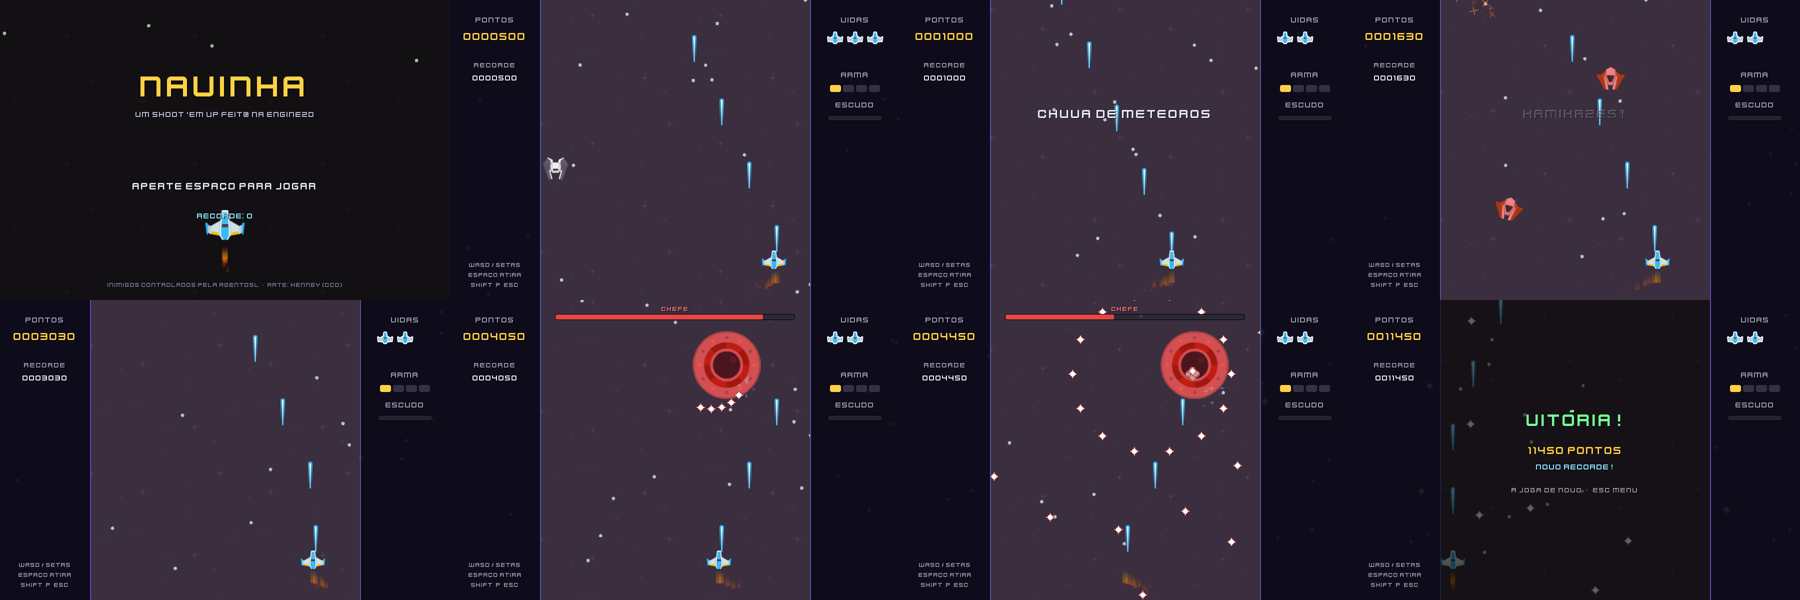 NAVINHA
UM SHOOT 'EM UP FEITO NA ENGINE2D
APERTE ESPAÇO PARA JOGAR
RECORDE: 0
INIMIGOS CONTROLADOS PELA AGENTDSL · ARTE: KENNEY (CC0)
PONTOS
0000500
RECORDE
0000500
WASD / SETAS
ESPAÇO ATIRA
SHIFT P ESC
VIDAS
ARMA
ESCUDO
PONTOS
0001000
RECORDE
0001000
WASD / SETAS
ESPAÇO ATIRA
SHIFT P ESC
CHUVA DE METEOROS
VIDAS
ARMA
ESCUDO
PONTOS
0001630
RECORDE
0001630
WASD / SETAS
ESPAÇO ATIRA
SHIFT P ESC
KAMIKAZES !
VIDAS
ARMA
ESCUDO
PONTOS
0003030
RECORDE
0003030
WASD / SETAS
ESPAÇO ATIRA
SHIFT P ESC
VIDAS
ARMA
ESCUDO
PONTOS
0004050
RECORDE
0004050
WASD / SETAS
ESPAÇO ATIRA
SHIFT P ESC
CHEFE
VIDAS
ARMA
ESCUDO
PONTOS
0004450
RECORDE
0004450
WASD / SETAS
ESPAÇO ATIRA
SHIFT P ESC
CHEFE
VIDAS
ARMA
ESCUDO
PONTOS
0011450
RECORDE
0011450
WASD / SETAS
ESPAÇO ATIRA
SHIFT P ESC
VITÓRIA !
11450 PONTOS
NOVO RECORDE !
A JOGA DE NOVO · ESC MENU
VIDAS
ARMA
ESCUDO